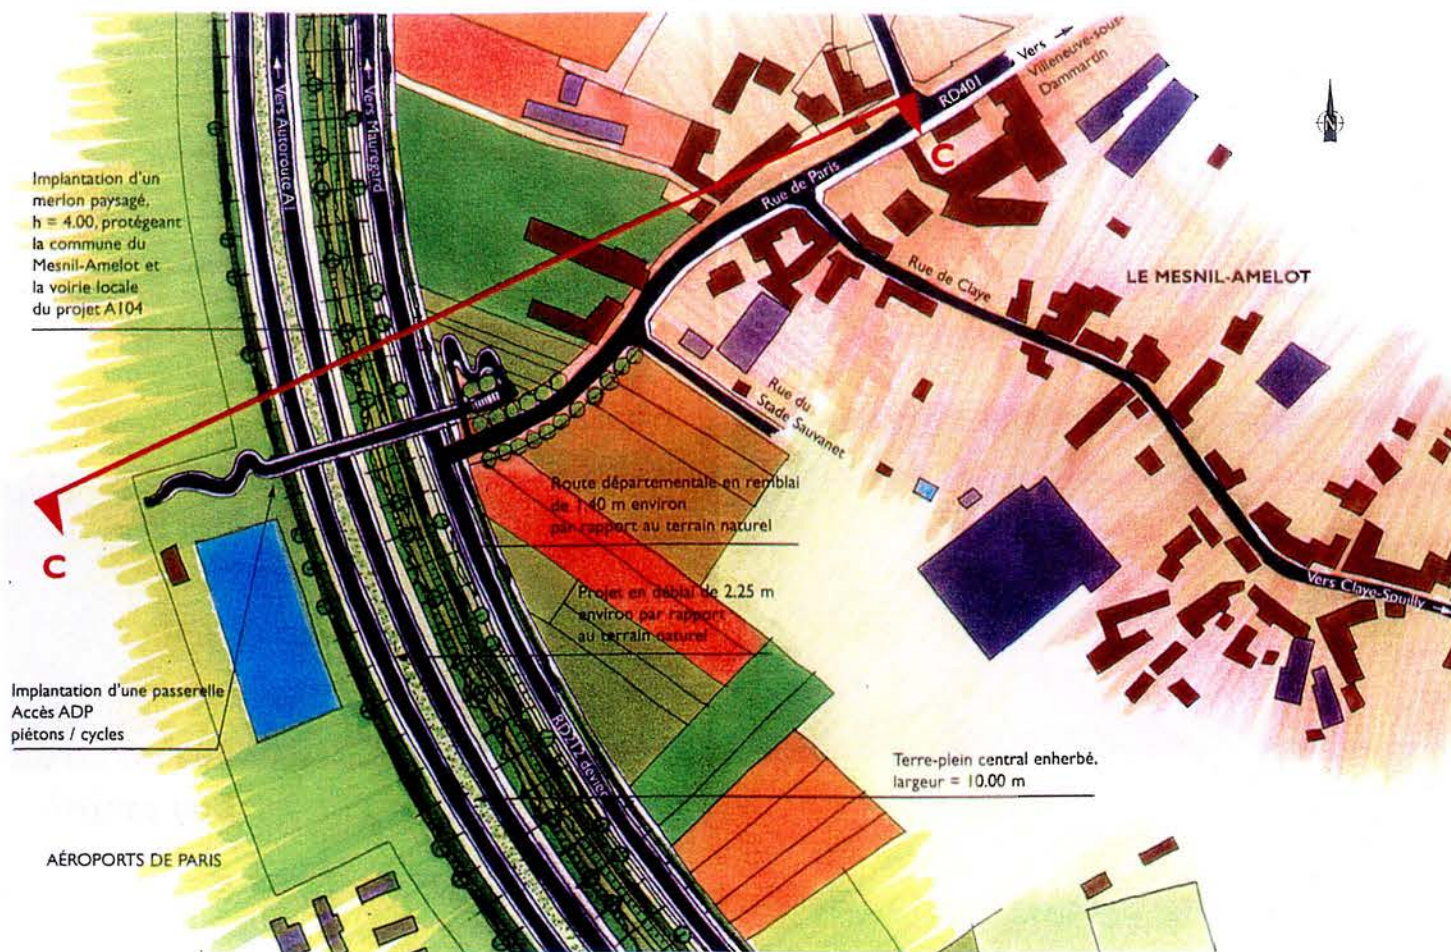 Vers
Villeneuve-sous-
Dammartin
RD401
N
C
Vers Autoroute A1
Vers Mauregard
Implantation d'un
merlon paysagé,
h = 4.00, protégeant
la commune du
Mesnil-Amelot et
la voirie locale
du projet A104
Rue de Paris
Rue de Claye
LE MESNIL-AMELOT
Rue du
Stade Sauvanet
Route départementale en remblai
de 1.40 m environ
par rapport au terrain naturel
C
Projet en déblai de 2.25 m
environ par rapport
au terrain naturel
Vers Claye-Souilly
Implantation d'une passerelle
Accès ADP
piétons / cycles
RD212 déviée
Terre-plein central enherbé,
largeur = 10.00 m
AÉROPORTS DE PARIS